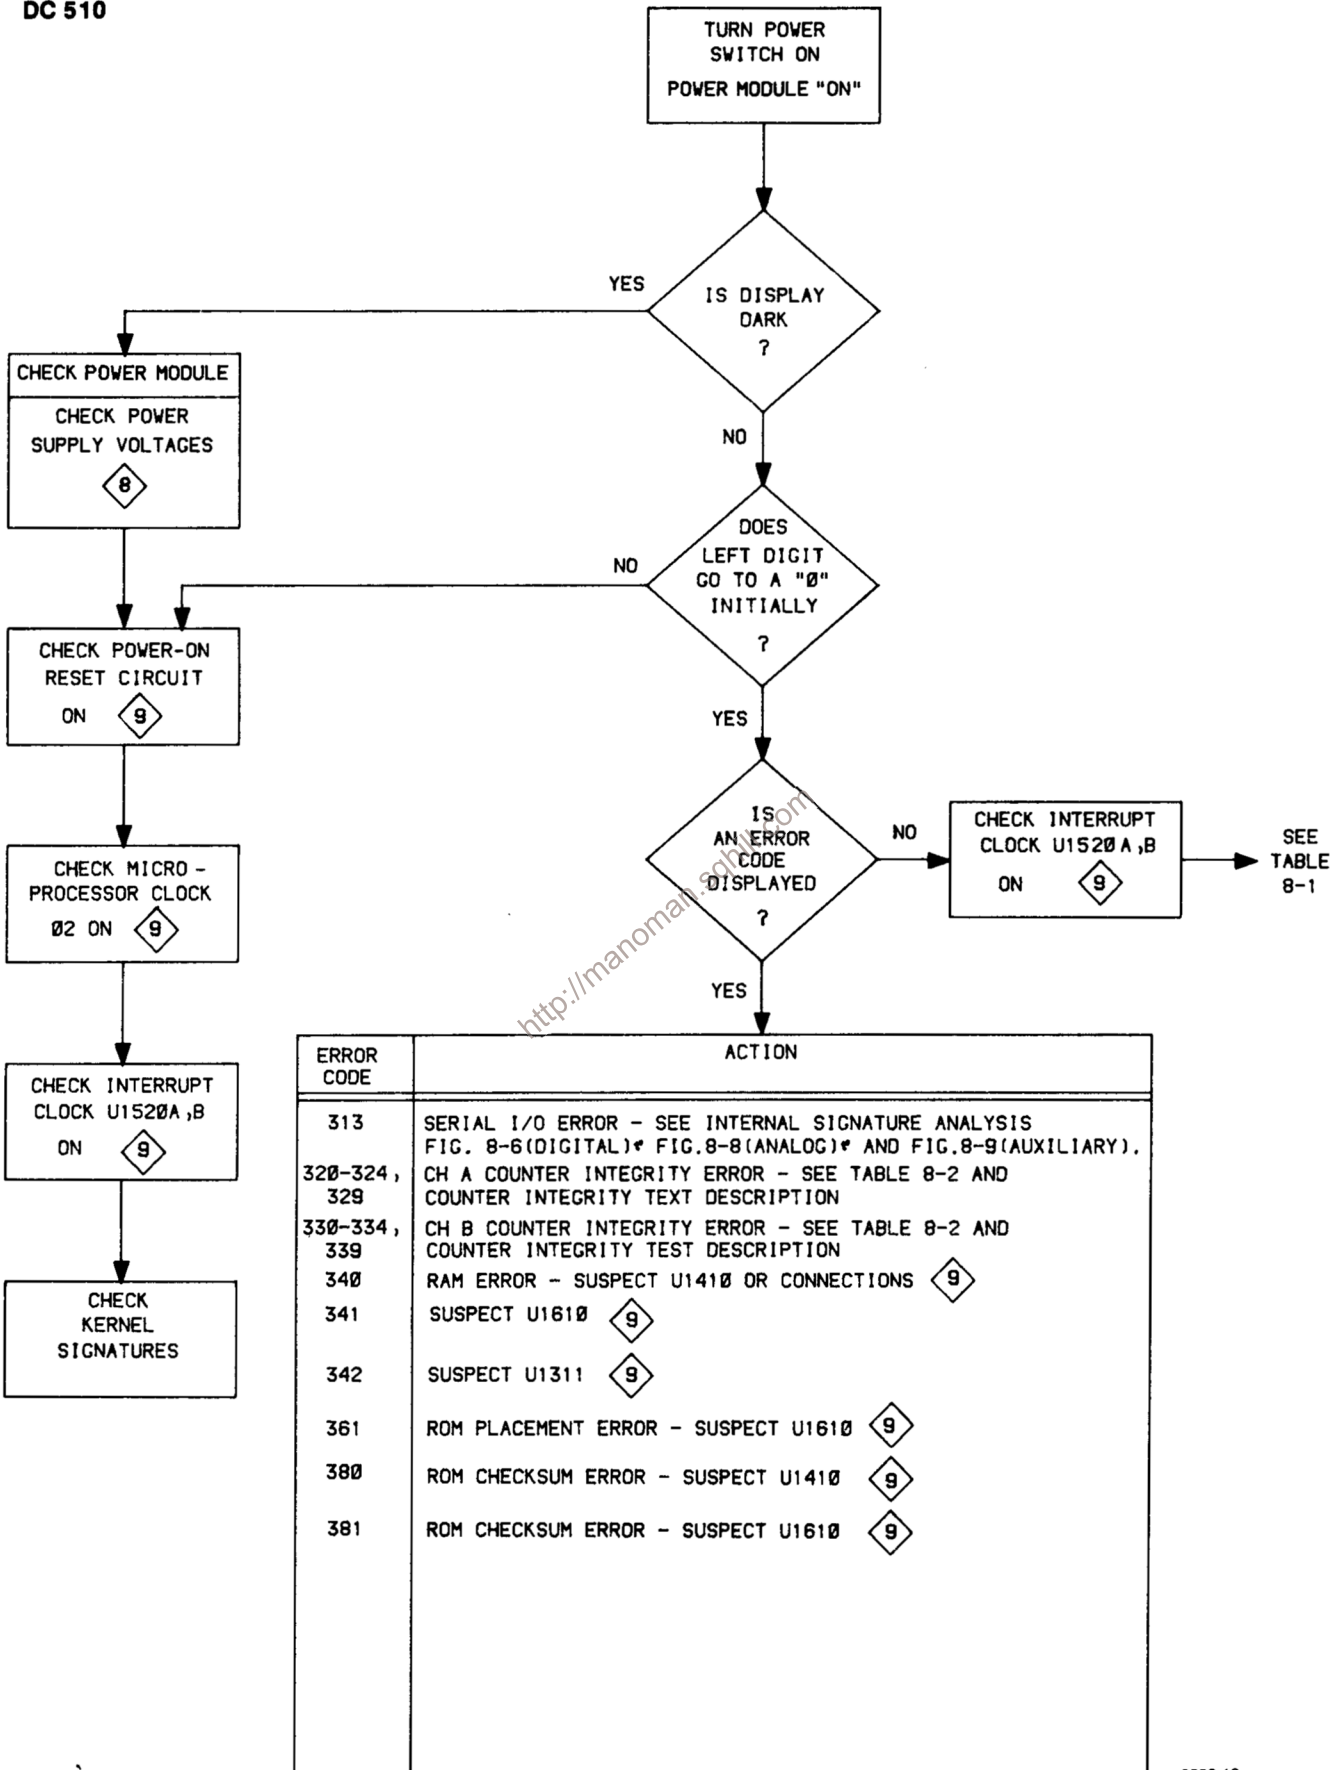 DC 510
TURN POWER
SWITCH ON
POWER MODULE "ON"
YES
IS DISPLAY
DARK
?
NO
CHECK POWER MODULE
CHECK POWER
SUPPLY VOLTAGES
8
DOES
LEFT DIGIT
GO TO A "Ø"
INITIALLY
?
NO
YES
CHECK POWER-ON
RESET CIRCUIT
ON 9
IS
AN ERROR
CODE
DISPLAYED
?
NO
YES
CHECK INTERRUPT
CLOCK U152Ø A,B
ON 9
SEE
TABLE
8-1
CHECK MICRO-
PROCESSOR CLOCK
Ø2 ON 9
CHECK INTERRUPT
CLOCK U152ØA,B
ON 9
CHECK
KERNEL
SIGNATURES
http://manoman.sqhill.com
ERROR
CODE
ACTION
313 SERIAL I/O ERROR - SEE INTERNAL SIGNATURE ANALYSIS
FIG. 8-6(DIGITAL), FIG.8-8(ANALOG), AND FIG.8-9(AUXILIARY).
32Ø-324, CH A COUNTER INTEGRITY ERROR - SEE TABLE 8-2 AND
329 COUNTER INTEGRITY TEXT DESCRIPTION
33Ø-334, CH B COUNTER INTEGRITY ERROR - SEE TABLE 8-2 AND
339 COUNTER INTEGRITY TEST DESCRIPTION
34Ø RAM ERROR - SUSPECT U141Ø OR CONNECTIONS 9
341 SUSPECT U161Ø 9
342 SUSPECT U1311 9
361 ROM PLACEMENT ERROR - SUSPECT U161Ø 9
38Ø ROM CHECKSUM ERROR - SUSPECT U141Ø 9
381 ROM CHECKSUM ERROR - SUSPECT U161Ø 9